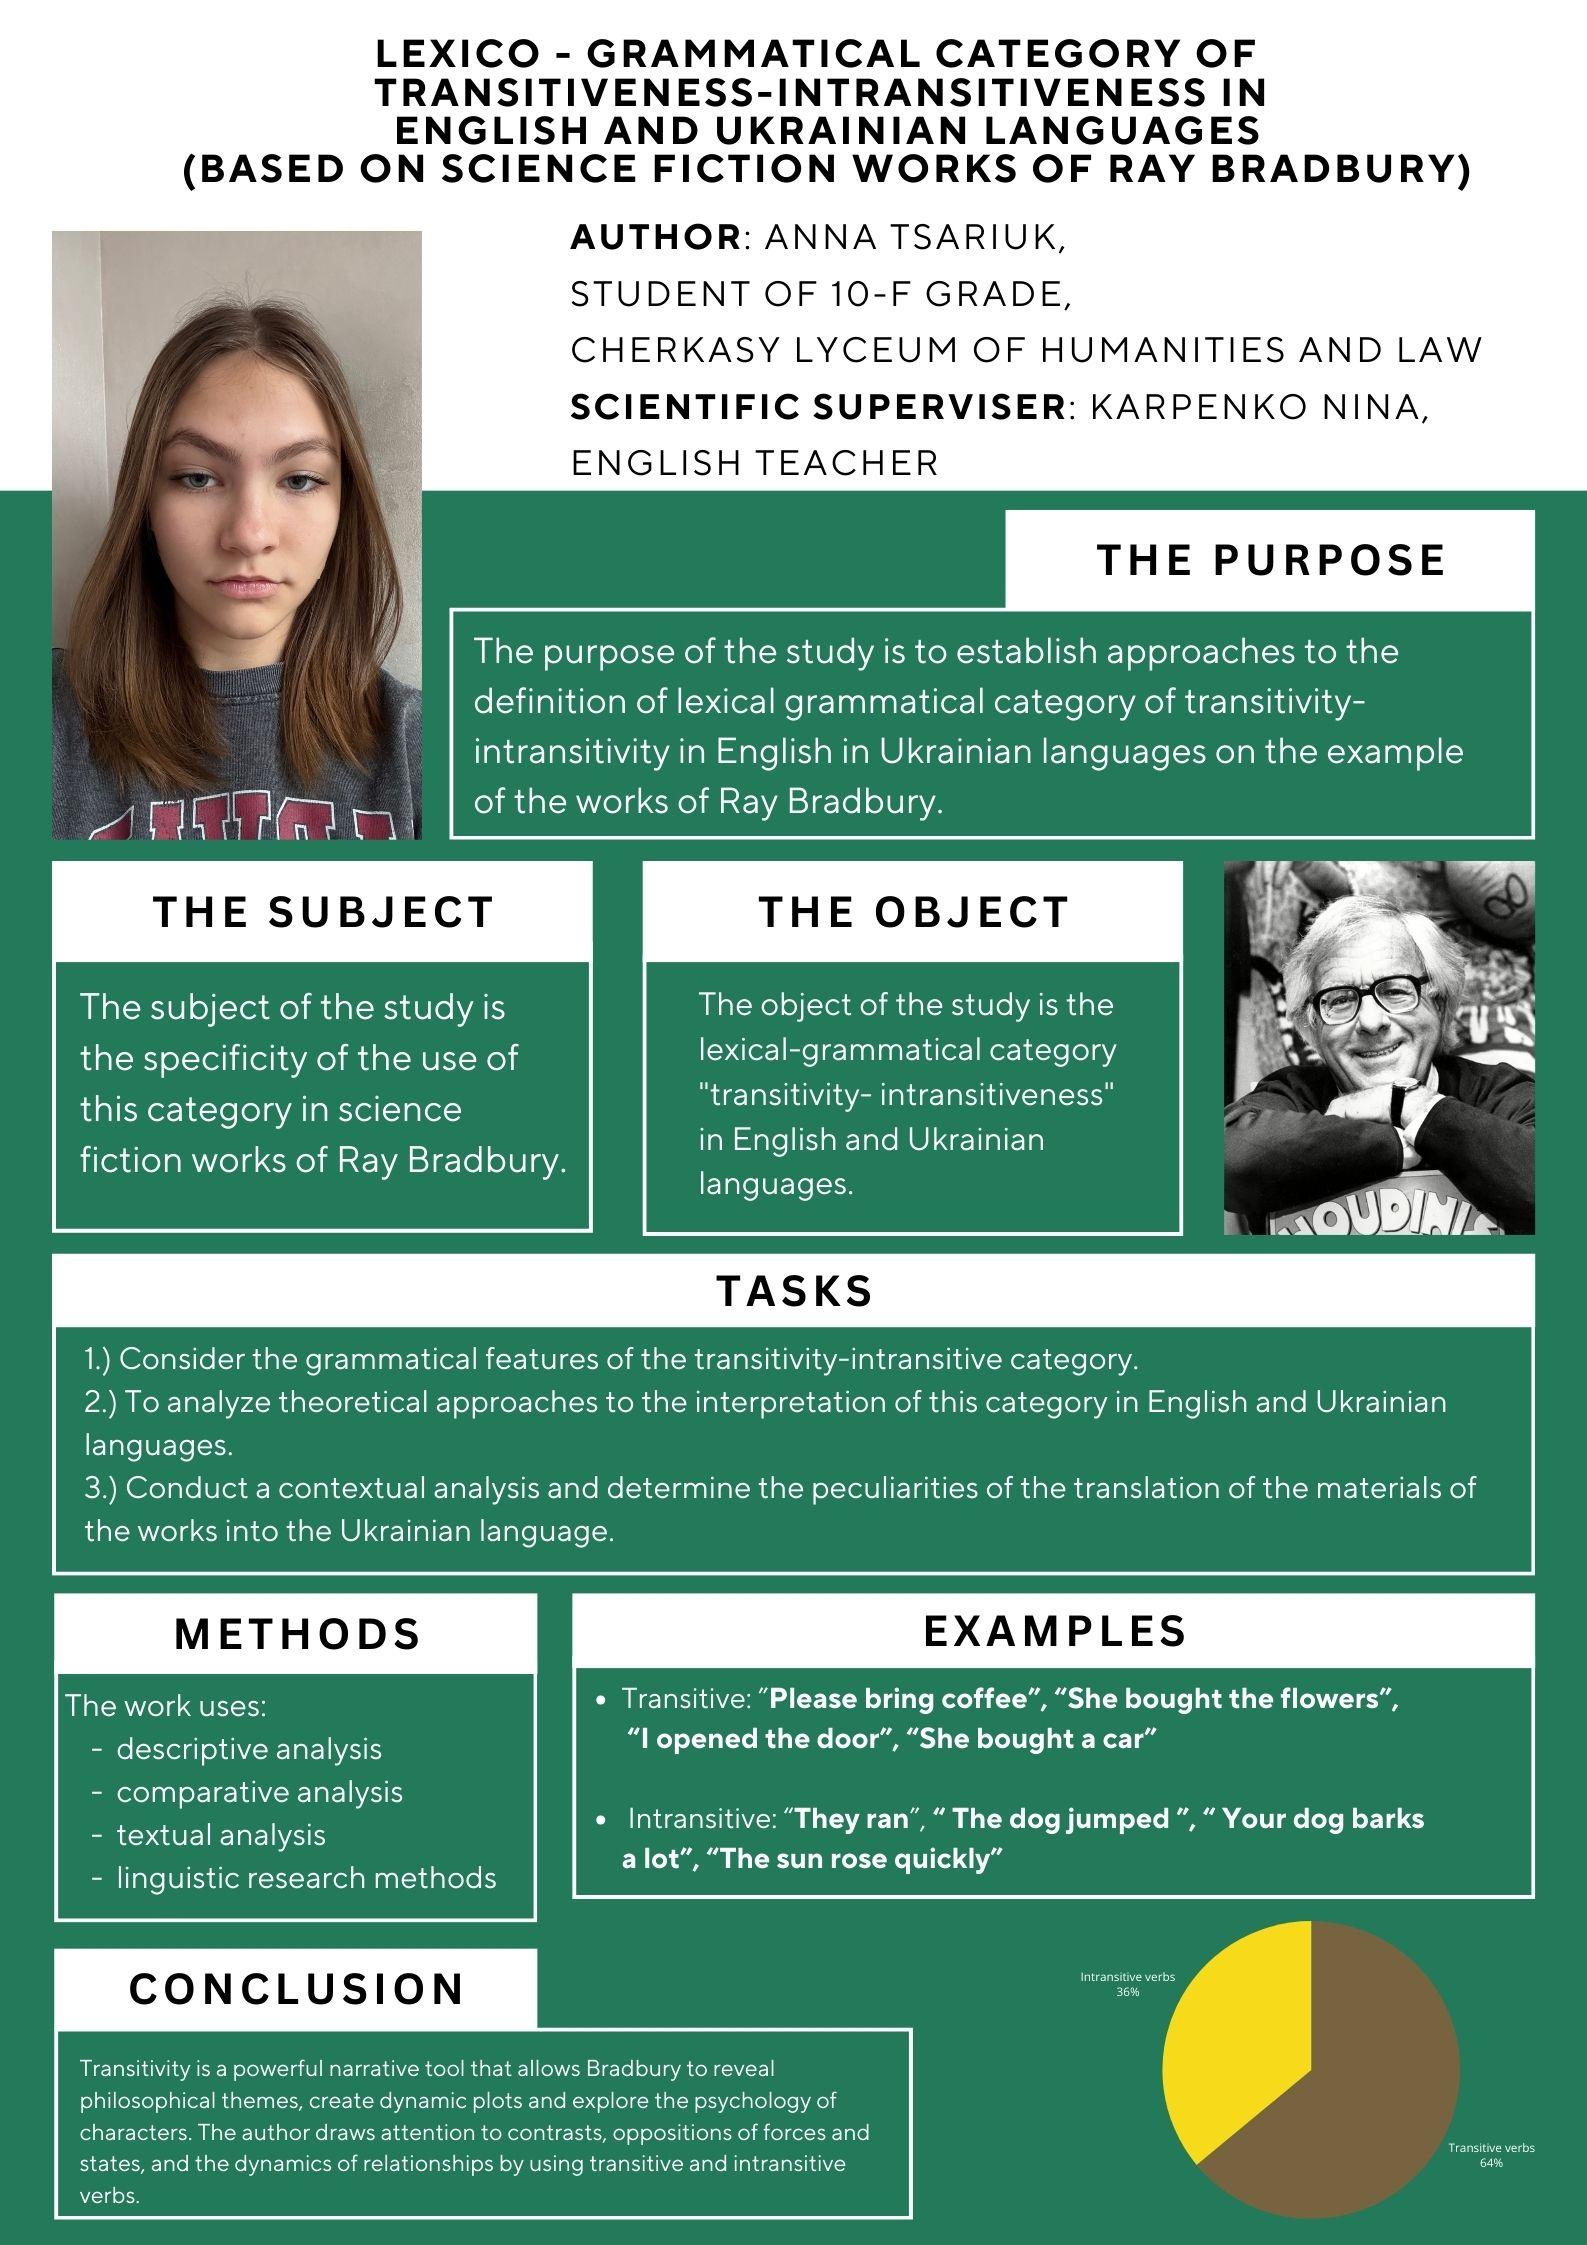 LEXICO - GRAMMATICAL CATEGORY OF
TRANSITIVENESS-INTRANSITIVENESS IN
ENGLISH AND UKRAINIAN LANGUAGES
(BASED ON SCIENCE FICTION WORKS OF RAY BRADBURY)
AUTHOR: ANNA TSARIUK,
STUDENT OF 10-F GRADE,
CHERKASY LYCEUM OF HUMANITIES AND LAW
SCIENTIFIC SUPERVISER: KARPENKO NINA,
ENGLISH TEACHER
THE PURPOSE
The purpose of the study is to establish approaches to the
definition of lexical grammatical category of transitivity-
intransitivity in English in Ukrainian languages on the example
of the works of Ray Bradbury.
THE SUBJECT
The subject of the study is
the specificity of the use of
this category in science
fiction works of Ray Bradbury.
THE OBJECT
The object of the study is the
lexical-grammatical category
"transitivity- intransitiveness"
in English and Ukrainian
languages.
TASKS
1.) Consider the grammatical features of the transitivity-intransitive category.
2.) To analyze theoretical approaches to the interpretation of this category in English and Ukrainian
languages.
3.) Conduct a contextual analysis and determine the peculiarities of the translation of the materials of
the works into the Ukrainian language.
METHODS
The work uses:
- descriptive analysis
- comparative analysis
- textual analysis
- linguistic research methods
EXAMPLES
• Transitive: ”Please bring coffee”, “She bought the flowers”,
“I opened the door”, “She bought a car”
• Intransitive: “They ran”, “ The dog jumped ”, “ Your dog barks
a lot”, “The sun rose quickly”
CONCLUSION
Transitivity is a powerful narrative tool that allows Bradbury to reveal
philosophical themes, create dynamic plots and explore the psychology of
characters. The author draws attention to contrasts, oppositions of forces and
states, and the dynamics of relationships by using transitive and intransitive
verbs.
Intransitive verbs
36%
Transitive verbs
64%